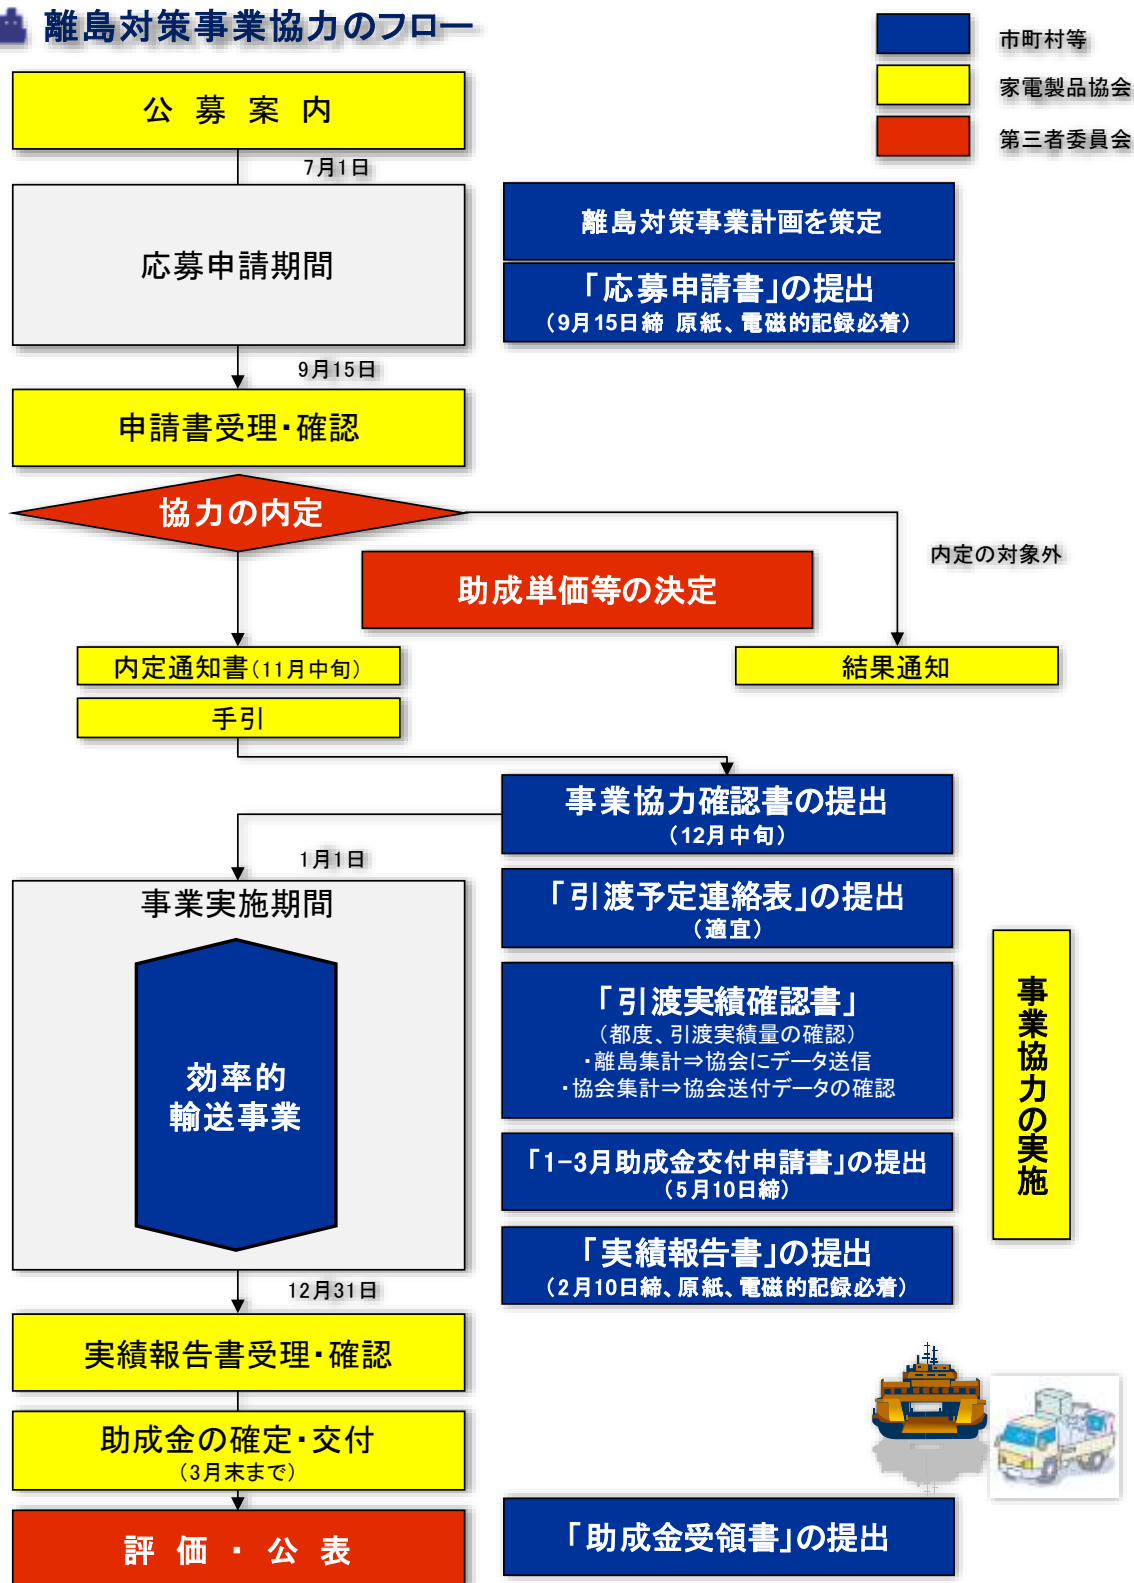 離島対策事業協力のフロー
市町村等
家電製品協会
第三者委員会
公 募 案 内
7月1日
応募申請期間
離島対策事業計画を策定
「応募申請書」の提出
（9月15日締 原紙、電磁的記録必着）
9月15日
申請書受理・確認
協力の内定
内定の対象外
助成単価等の決定
内定通知書（11月中旬）
結果通知
手引
事業協力確認書の提出
（12月中旬）
1月1日
事業実施期間
効率的
輸送事業
「引渡予定連絡表」の提出
（適宜）
「引渡実績確認書」
（都度、引渡実績量の確認）
・離島集計⇒協会にデータ送信
・協会集計⇒協会送付データの確認
「1-3月助成金交付申請書」の提出
（5月10日締）
「実績報告書」の提出
（2月10日締、原紙、電磁的記録必着）
事業協力の実施
12月31日
実績報告書受理・確認
助成金の確定・交付
（3月末まで）
評 価 ・ 公 表
「助成金受領書」の提出